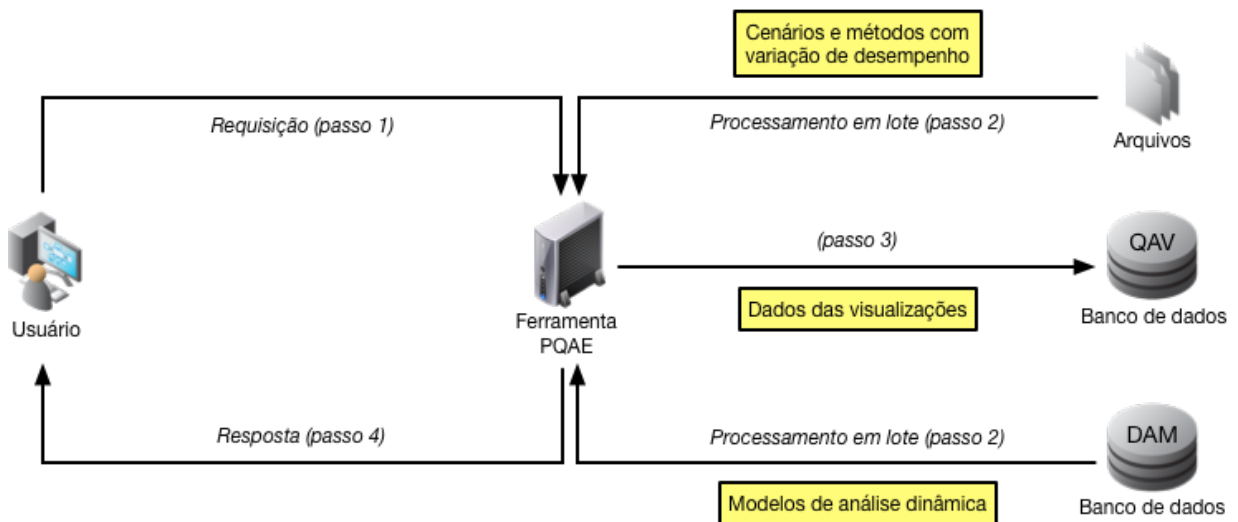 Cenários e métodos com
variação de desempenho
Requisição (passo 1)
Processamento em lote (passo 2)
Arquivos
(passo 3)
QAV
Usuário
Ferramenta
PQAE
Dados das visualizações
Banco de dados
Resposta (passo 4)
Processamento em lote (passo 2)
DAM
Modelos de análise dinâmica
Banco de dados